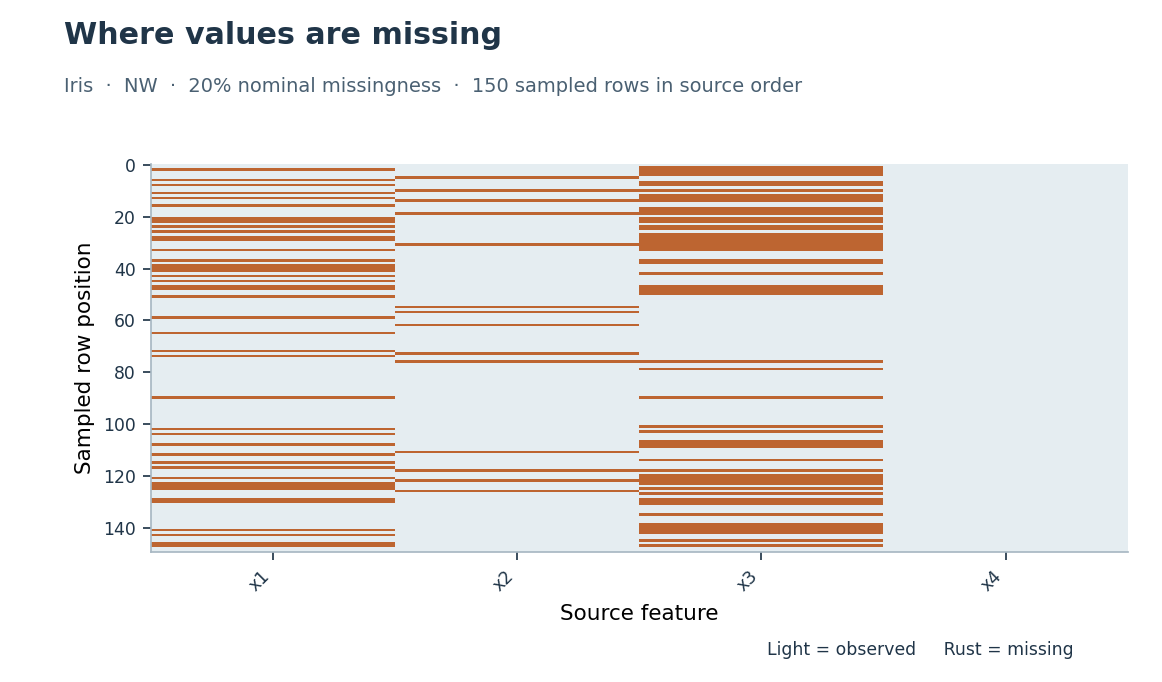 Where values are missing
Iris · NW · 20% nominal missingness · 150 sampled rows in source order
0
20
40
60
80
100
120
140
Sampled row position
x1
x2
x3
x4
Source feature
Light = observed Rust = missing